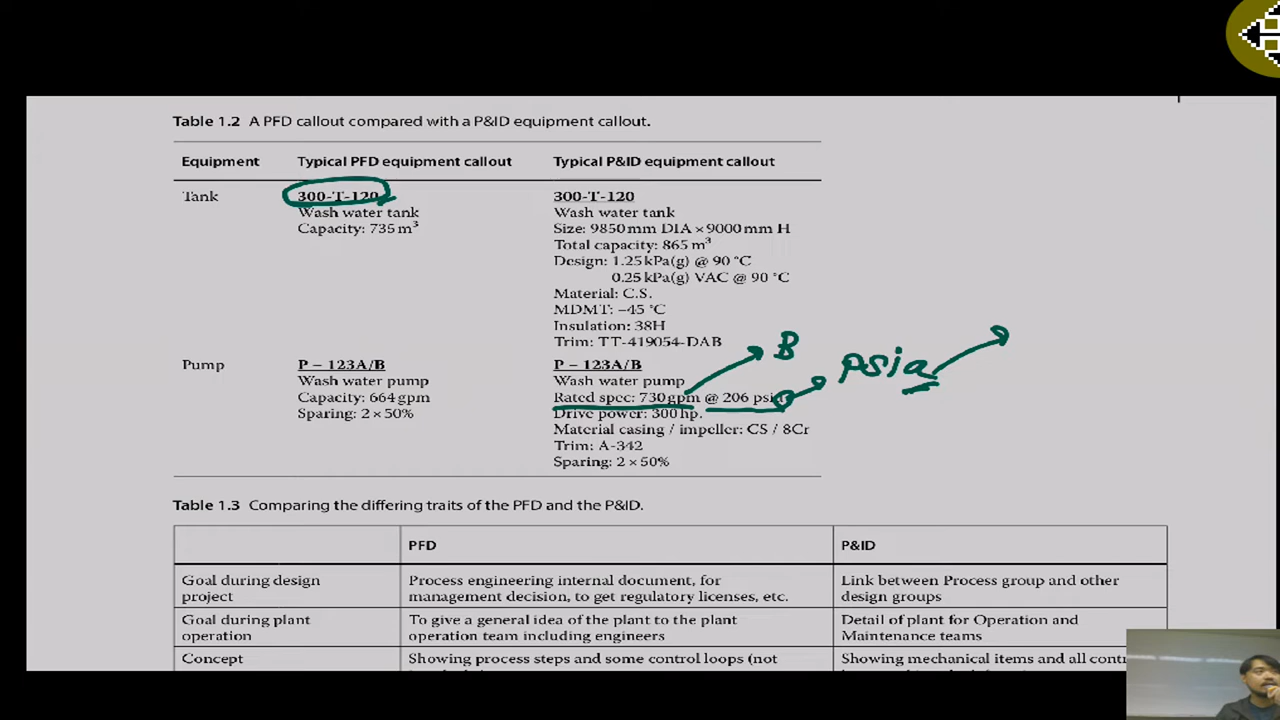 Table 1.2 A PFD callout compared with a P&ID equipment callout.
Equipment Typical PFD equipment callout Typical P&ID equipment callout
Tank 300-T-120 300-T-120
Wash water tank Wash water tank
Capacity: 735 m³ Size: 9850 mm DIA × 9000 mm H
Total capacity: 865 m³
Design: 1.25 kPa(g) @ 90 °C
0.25 kPa(g) VAC @ 90 °C
Material: C.S.
MDMT: −45 °C
Insulation: 38H
Trim: TT-419054-DAB
B
psia
Pump P – 123A/B P – 123A/B
Wash water pump Wash water pump
Capacity: 664 gpm Rated spec: 730 gpm @ 206 psi
Sparing: 2 × 50% Drive power: 300 hp.
Material casing / impeller: CS / 8Cr
Trim: A-342
Sparing: 2 × 50%
Table 1.3 Comparing the differing traits of the PFD and the P&ID.
PFD P&ID
Goal during design Process engineering internal document, for Link between Process group and other
project management decision, to get regulatory licenses, etc. design groups
Goal during plant To give a general idea of the plant to the plant Detail of plant for Operation and
operation operation team including engineers Maintenance teams
Concept Showing process steps and some control loops (not Showing mechanical items and all